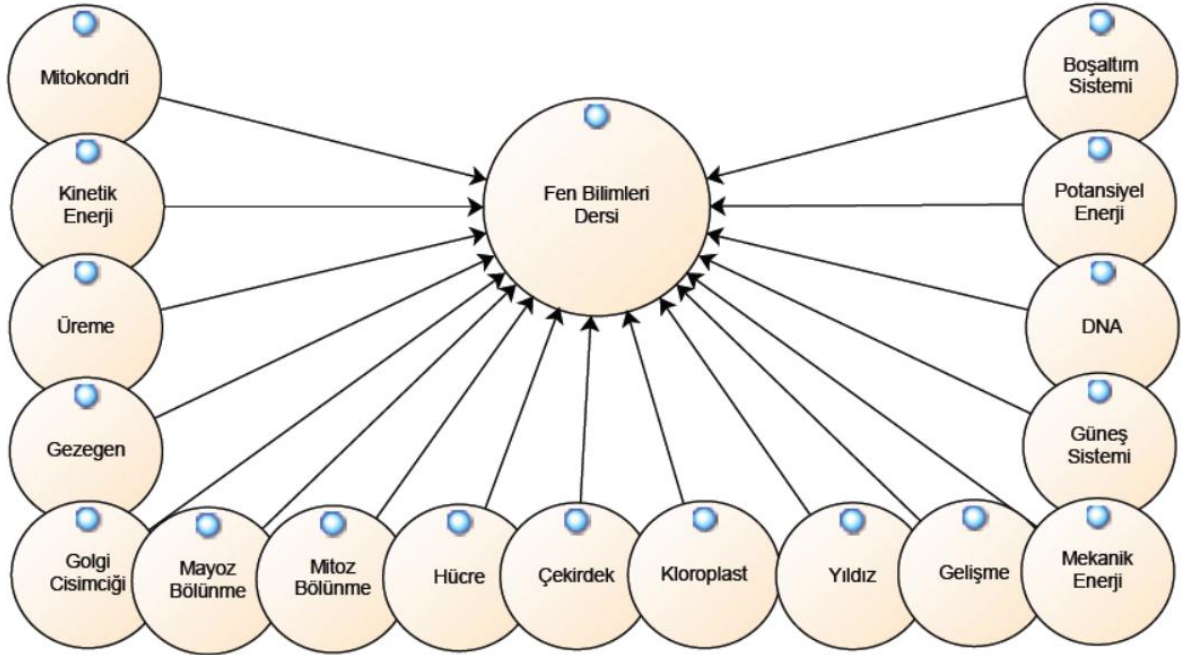 Mitokondri
Boşaltım
Sistemi
Fen Bilimleri
Dersi
Kinetik
Enerji
Potansiyel
Enerji
Üreme
DNA
Gezegen
Güneş
Sistemi
Golgi
Cisimciği
Mayoz
Bölünme
Mitoz
Bölünme
Hücre
Çekirdek
Kloroplast
Yıldız
Gelişme
Mekanik
Enerji